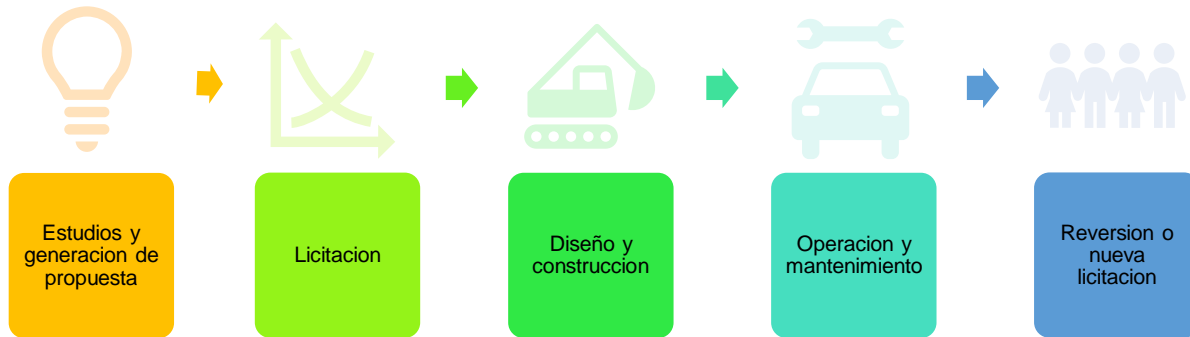 Estudios y
generacion de
propuesta
Licitacion
Diseño y
construccion
Operacion y
mantenimiento
Reversion o
nueva
licitacion